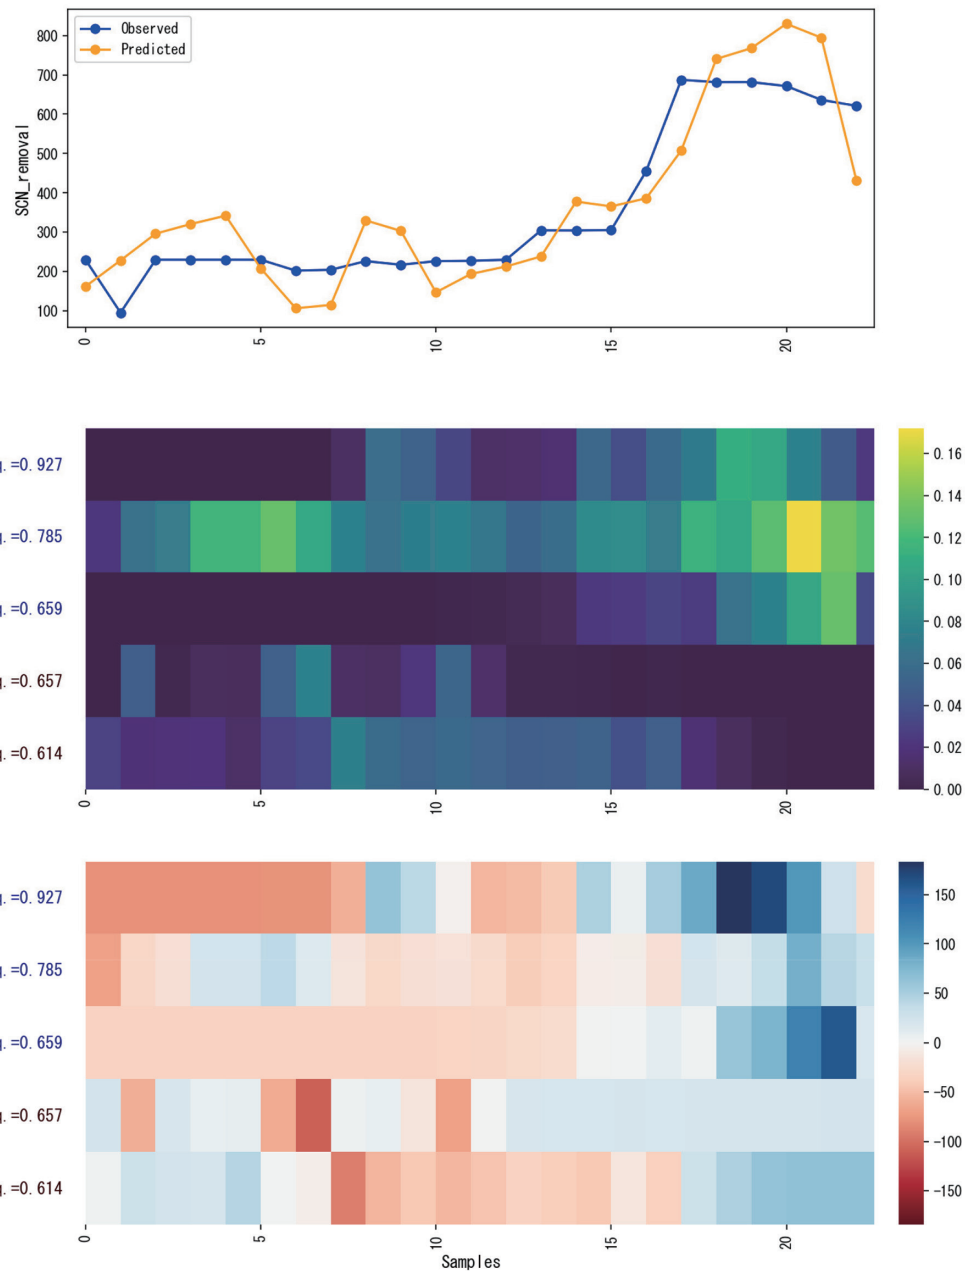 Observed
Predicted
SCN_removal
800
700
600
500
400
300
200
100
0
5
10
15
20
q.=0.927
q.=0.785
q.=0.659
q.=0.657
q.=0.614
0.16
0.14
0.12
0.10
0.08
0.06
0.04
0.02
0.00
0
5
10
15
20
q.=0.927
q.=0.785
q.=0.659
q.=0.657
q.=0.614
150
100
50
0
-50
-100
-150
0
5
10
15
20
Samples